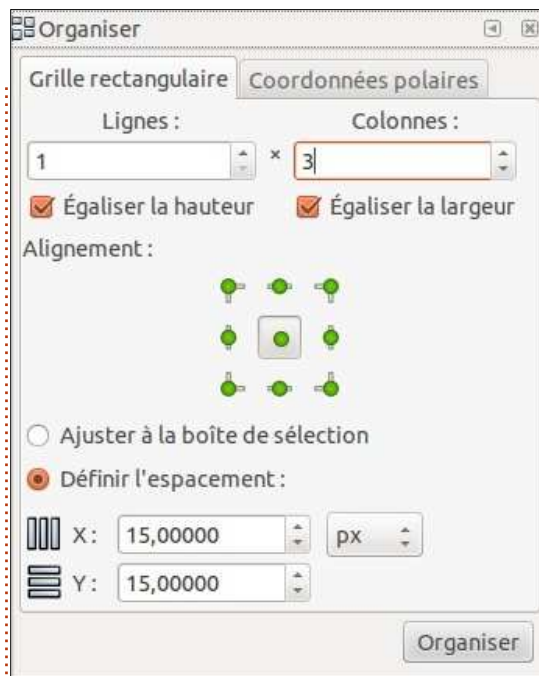 Organiser
Grille rectangulaire Coordonnées polaires
Lignes : Colonnes :
1 × 3
Égaliser la hauteur Égaliser la largeur
Alignement :
Ajuster à la boîte de sélection
Définir l'espacement :
X : 15,00000 px
Y : 15,00000
Organiser